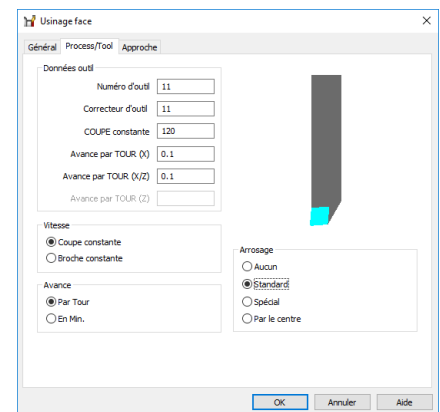 Usinage face
Général Process/Tool Approche
Données outil
Numéro d'outil 11
Correcteur d'outil 11
COUPE constante 120
Avance par TOUR (X) 0.1
Avance par TOUR (X/Z) 0.1
Avance par TOUR (Z)
Vitesse
Coupe constante
Broche constante
Avance
Par Tour
En Min.
Arrosage
Aucun
Standard
Spécial
Par le centre
OK Annuler Aide